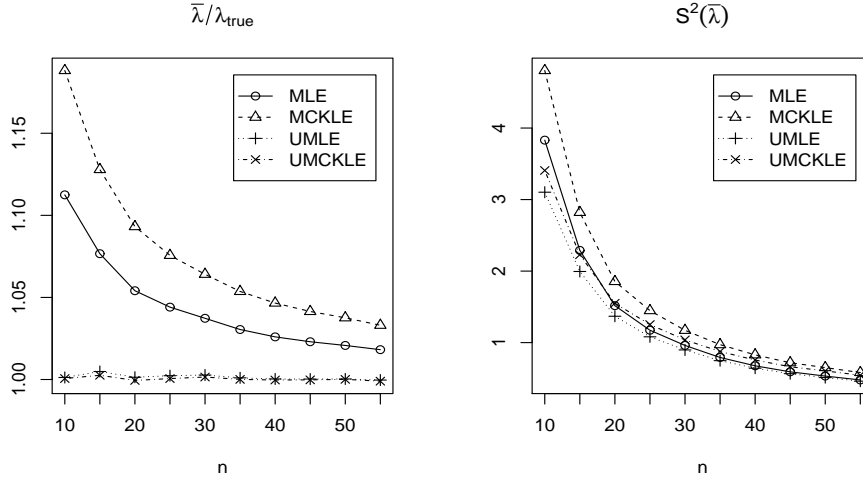 λ̄/λtrue
MLE
MCKLE
UMLE
UMCKLE
1.15
1.10
1.05
1.00
10 20 30 40 50
n
S²(λ̄)
MLE
MCKLE
UMLE
UMCKLE
4
3
2
1
10 20 30 40 50
n